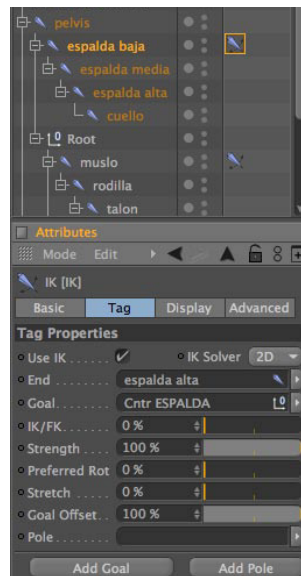 pelvis
espalda baja
espalda media
espalda alta
cuello
Root
muslo
rodilla
talon
Attributes
Mode Edit
IK [IK]
Basic Tag Display Advanced
Tag Properties
Use IK IK Solver 2D
End espalda alta
Goal Cntr ESPALDA
IK/FK 0 %
Strength 100 %
Preferred Rot 0 %
Stretch 0 %
Goal Offset 100 %
Pole
Add Goal Add Pole